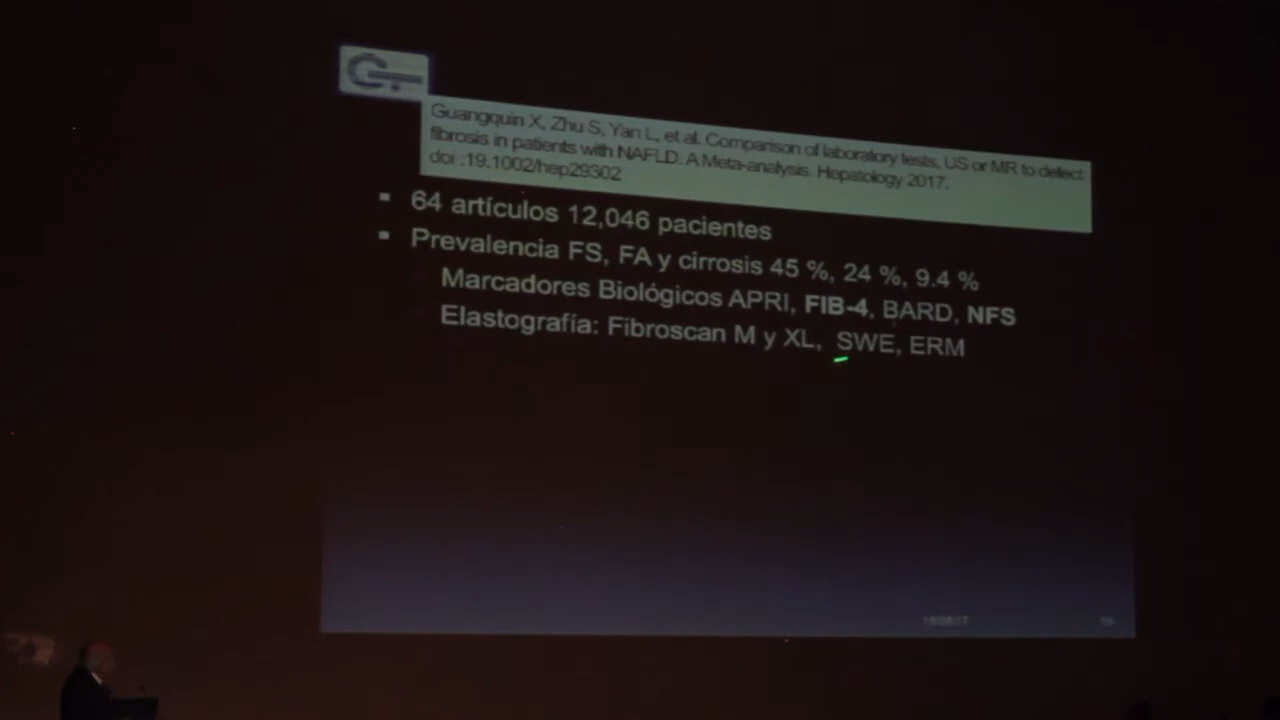 Guangquin X, Zhu S, Yan L, et al. Comparison of laboratory tests, US or MR to detect
fibrosis in patients with NAFLD. A Meta-analysis. Hepatology 2017.
doi :19.1002/hep29302
64 artículos 12,046 pacientes
Prevalencia FS, FA y cirrosis 45 %, 24 %, 9.4 %
Marcadores Biológicos APRI, FIB-4, BARD, NFS
Elastografía: Fibroscan M y XL, SWE, ERM
19